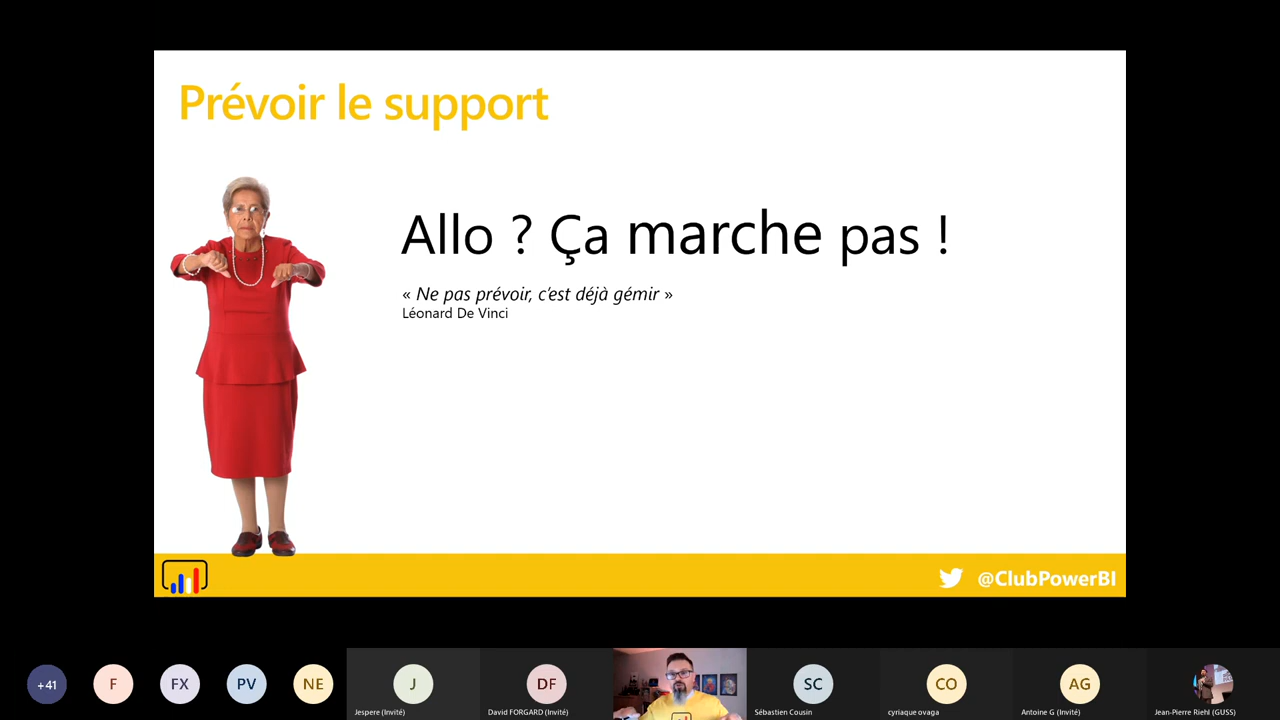 Prévoir le support
Allo ? Ça marche pas !
« Ne pas prévoir, c’est déjà gémir »
Léonard De Vinci
@ClubPowerBI
+41
F
FX
PV
NE
J
DF
SC
CO
AG
Jespere (Invité)
David FORGARD (Invité)
Sébastien Cousin
cyriaque ovaga
Antoine G (Invité)
Jean-Pierre Riehl (GUSS)